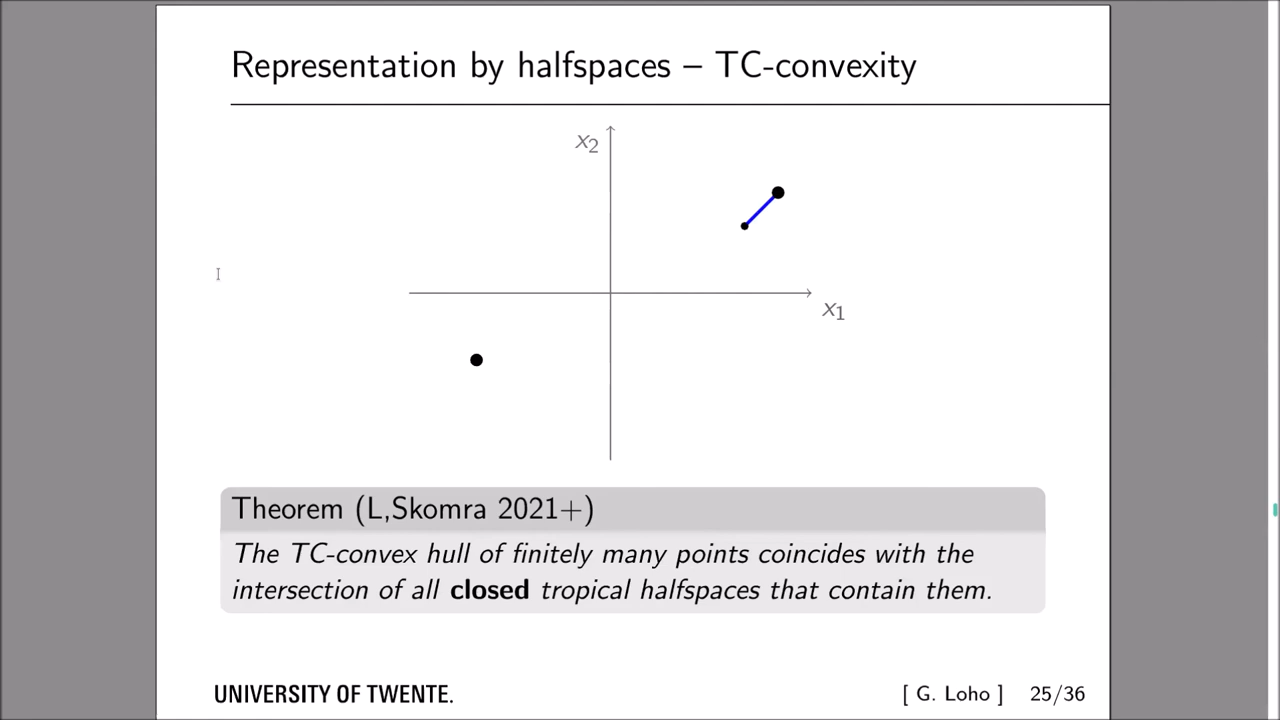 Representation by halfspaces – TC-convexity
x₂
x₁
Theorem (L,Skomra 2021+)
The TC-convex hull of finitely many points coincides with the
intersection of all closed tropical halfspaces that contain them.
UNIVERSITY OF TWENTE.
[ G. Loho ] 25/36